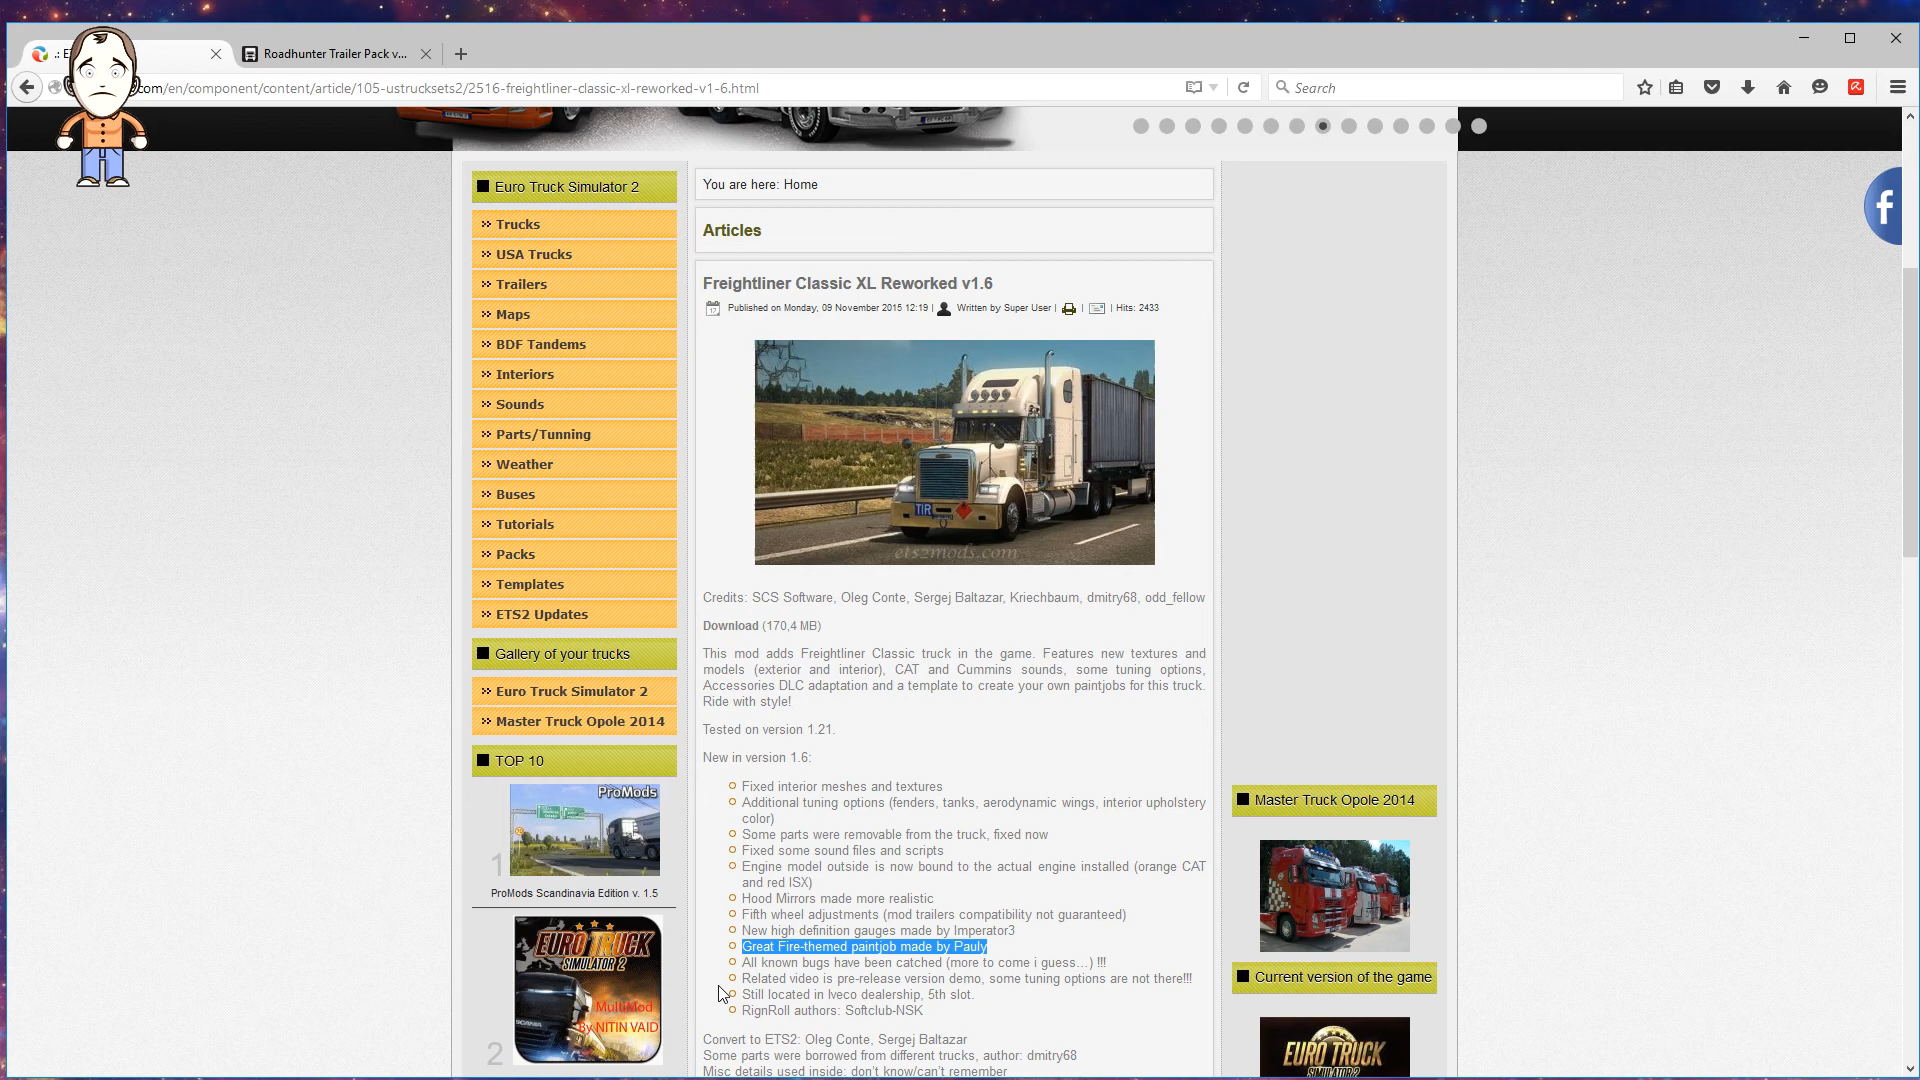 .: E
Roadhunter Trailer Pack v...
com/en/component/content/article/105-ustrucksets2/2516-freightliner-classic-xl-reworked-v1-6.html
Search
Euro Truck Simulator 2
Trucks
USA Trucks
Trailers
Maps
BDF Tandems
Interiors
Sounds
Parts/Tunning
Weather
Buses
Tutorials
Packs
Templates
ETS2 Updates
Gallery of your trucks
Euro Truck Simulator 2
Master Truck Opole 2014
TOP 10
ProMods
1
ProMods Scandinavia Edition v. 1.5
EURO TRUCK
SIMULATOR 2
MultiMod
By NITIN VAID
2
You are here: Home
Articles
Freightliner Classic XL Reworked v1.6
Published on Monday, 09 November 2015 12:19 | Written by Super User | | | Hits: 2433
TIR
ets2mods.com
Credits: SCS Software, Oleg Conte, Sergej Baltazar, Kriechbaum, dmitry68, odd_fellow
Download (170,4 MB)
This mod adds Freightliner Classic truck in the game. Features new textures and
models (exterior and interior), CAT and Cummins sounds, some tuning options,
Accessories DLC adaptation and a template to create your own paintjobs for this truck.
Ride with style!
Tested on version 1.21.
New in version 1.6:
Fixed interior meshes and textures
Additional tuning options (fenders, tanks, aerodynamic wings, interior upholstery
color)
Some parts were removable from the truck, fixed now
Fixed some sound files and scripts
Engine model outside is now bound to the actual engine installed (orange CAT
and red ISX)
Hood Mirrors made more realistic
Fifth wheel adjustments (mod trailers compatibility not guaranteed)
New high definition gauges made by Imperator3
Great Fire-themed paintjob made by Pauly
All known bugs have been catched (more to come i guess...) !!!
Related video is pre-release version demo, some tuning options are not there!!!
Still located in Iveco dealership, 5th slot.
RignRoll authors: Softclub-NSK
Convert to ETS2: Oleg Conte, Sergej Baltazar
Some parts were borrowed from different trucks, author: dmitry68
Misc details used inside: don't know/can't remember
f
Master Truck Opole 2014
Current version of the game
EURO TRUCK
SIMULATOR 2